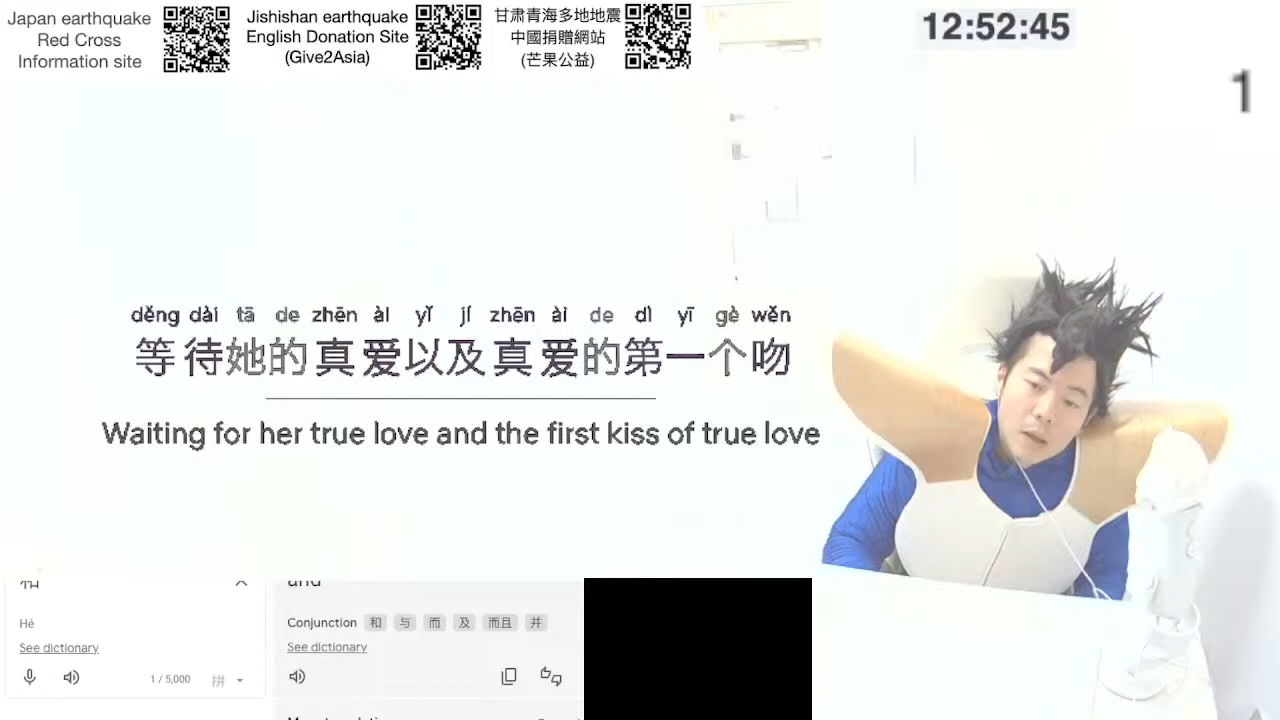 Japan earthquake
Red Cross
Information site
Jishishan earthquake
English Donation Site
(Give2Asia)
甘肃青海多地地震
中國捐贈網站
(芒果公益)
12:52:45
1
děng dài tā de zhēn ài yǐ jí zhēn ài de dì yī gè wěn
等待她的真爱以及真爱的第一个吻
Waiting for her true love and the first kiss of true love
和
Hé
See dictionary
1 / 5,000
拼
and
Conjunction 和 与 而 及 而且 并
See dictionary